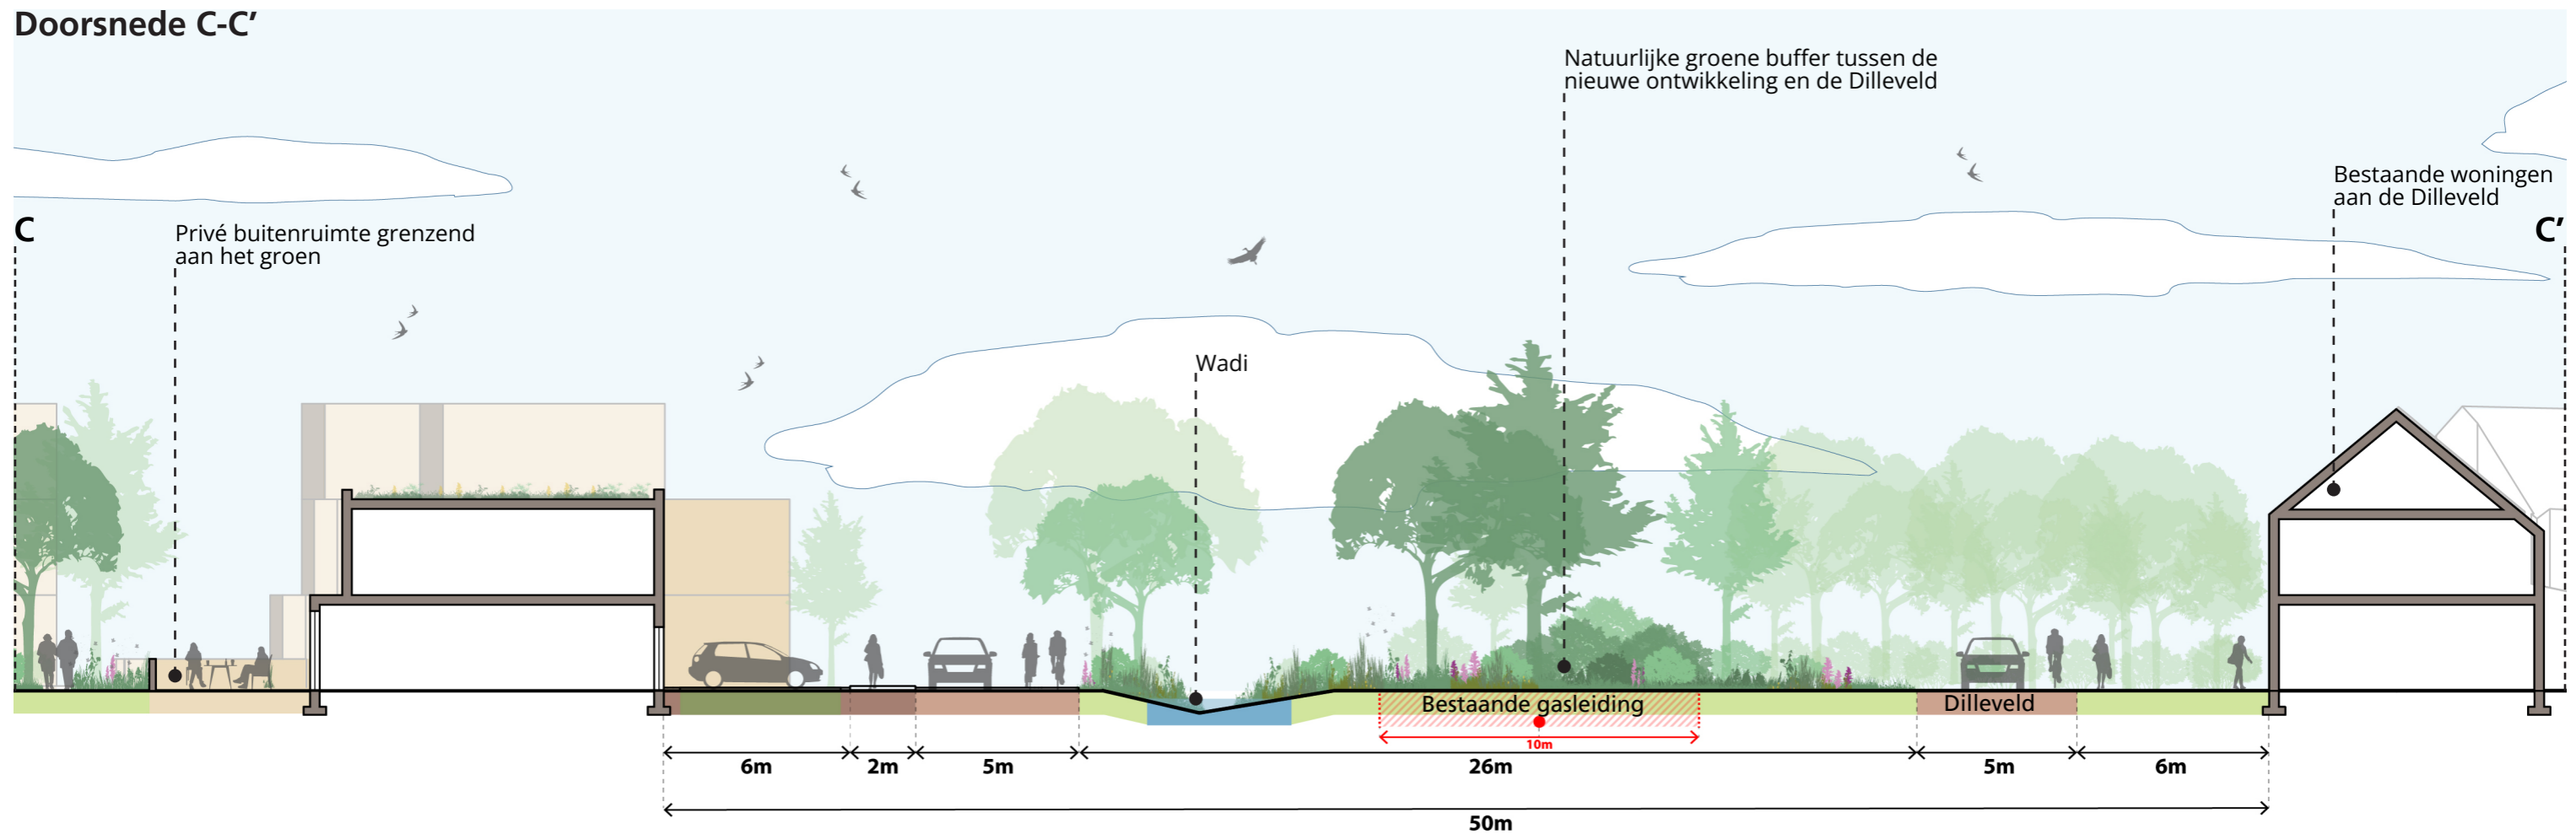 Doorsnede C-C’
Natuurlijke groene buffer tussen de
nieuwe ontwikkeling en de Dilleveld
Bestaande woningen
aan de Dilleveld
C
C’
Privé buitenruimte grenzend
aan het groen
Wadi
Bestaande gasleiding
Dilleveld
10m
6m
2m
5m
26m
5m
6m
50m